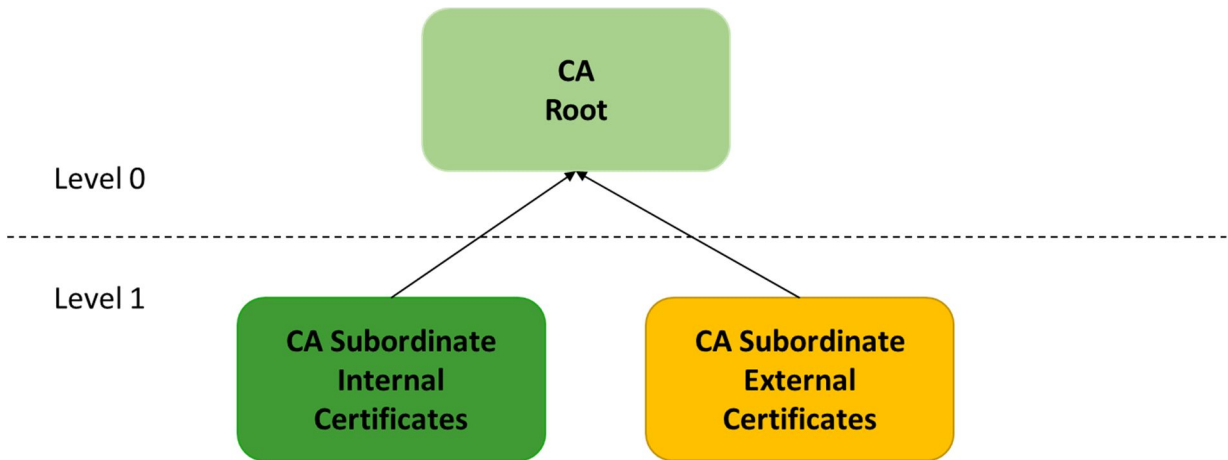 CA
Root
Level 0
Level 1
CA Subordinate
Internal
Certificates
CA Subordinate
External
Certificates